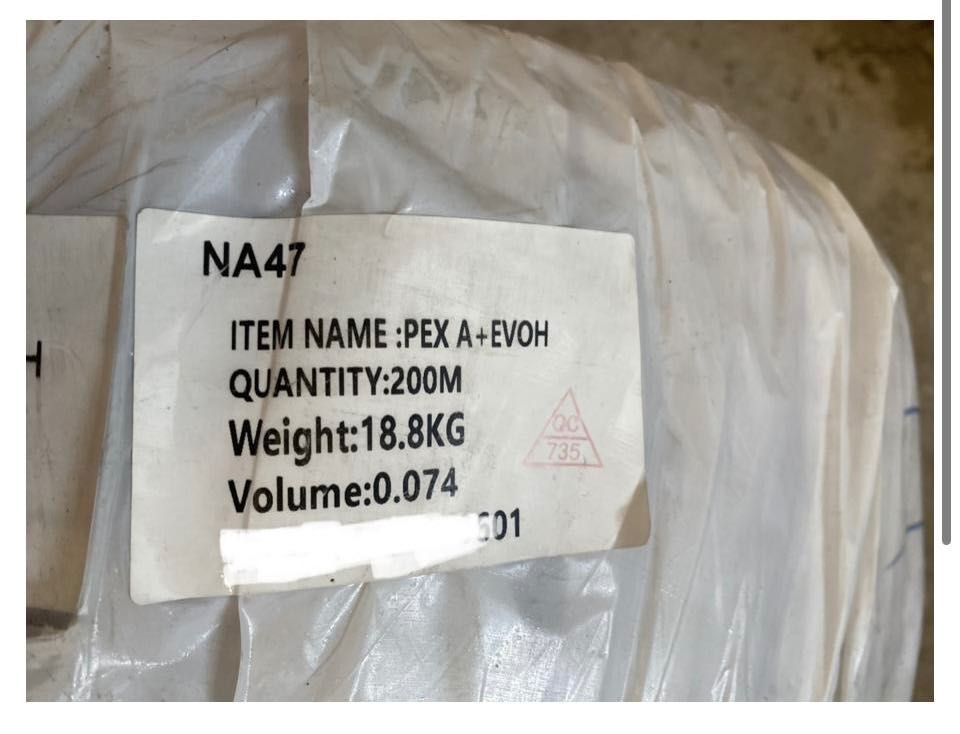 H
NA47
ITEM NAME :PEX A+EVOH
QUANTITY:200M
Weight:18.8KG
Volume:0.074
601
QC
735